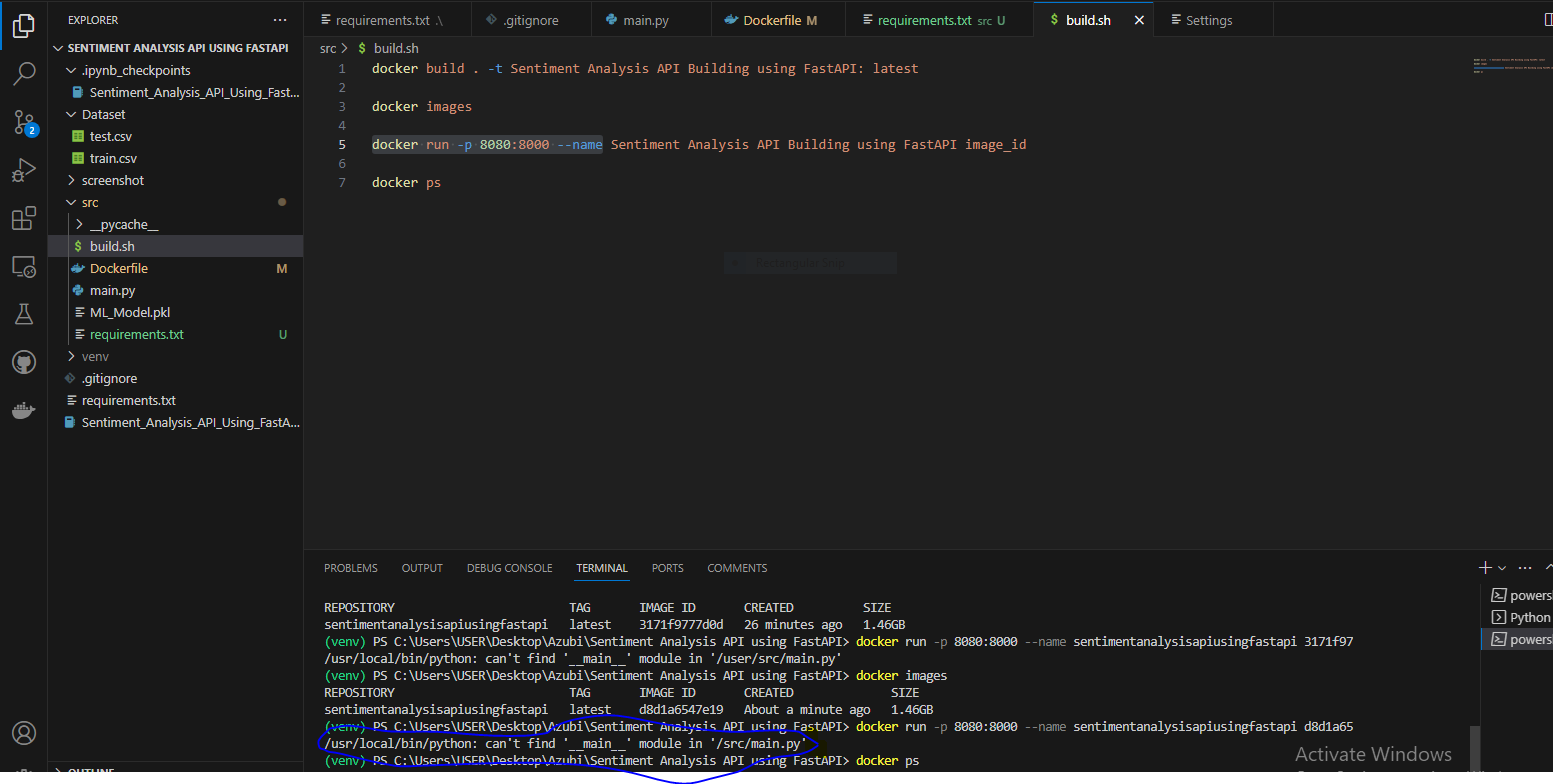 EXPLORER
SENTIMENT ANALYSIS API USING FASTAPI
.ipynb_checkpoints
Sentiment_Analysis_API_Using_Fast...
Dataset
test.csv
train.csv
screenshot
src
__pycache__
build.sh
Dockerfile M
main.py
ML_Model.pkl
requirements.txt U
venv
.gitignore
requirements.txt
Sentiment_Analysis_API_Using_FastA...
OUTLINE
2
requirements.txt .\ .gitignore main.py Dockerfile M requirements.txt src U build.sh Settings
src > $ build.sh
1 docker build . -t Sentiment Analysis API Building using FastAPI: latest
2
3 docker images
4
5 docker run -p 8080:8000 --name Sentiment Analysis API Building using FastAPI image_id
6
7 docker ps
Rectangular Snip
PROBLEMS OUTPUT DEBUG CONSOLE TERMINAL PORTS COMMENTS
REPOSITORY TAG IMAGE ID CREATED SIZE
sentimentanalysisapiusingfastapi latest 3171f9777d0d 26 minutes ago 1.46GB
(venv) PS C:\Users\USER\Desktop\Azubi\Sentiment Analysis API using FastAPI> docker run -p 8080:8000 --name sentimentanalysisapiusingfastapi 3171f97
/usr/local/bin/python: can't find '__main__' module in '/user/src/main.py'
(venv) PS C:\Users\USER\Desktop\Azubi\Sentiment Analysis API using FastAPI> docker images
REPOSITORY TAG IMAGE ID CREATED SIZE
sentimentanalysisapiusingfastapi latest d8d1a6547e19 About a minute ago 1.46GB
(venv) PS C:\Users\USER\Desktop\Azubi\Sentiment Analysis API using FastAPI> docker run -p 8080:8000 --name sentimentanalysisapiusingfastapi d8d1a65
/usr/local/bin/python: can't find '__main__' module in '/src/main.py'
(venv) PS C:\Users\USER\Desktop\Azubi\Sentiment Analysis API using FastAPI> docker ps
powersh
Python
powersh
Activate Windows